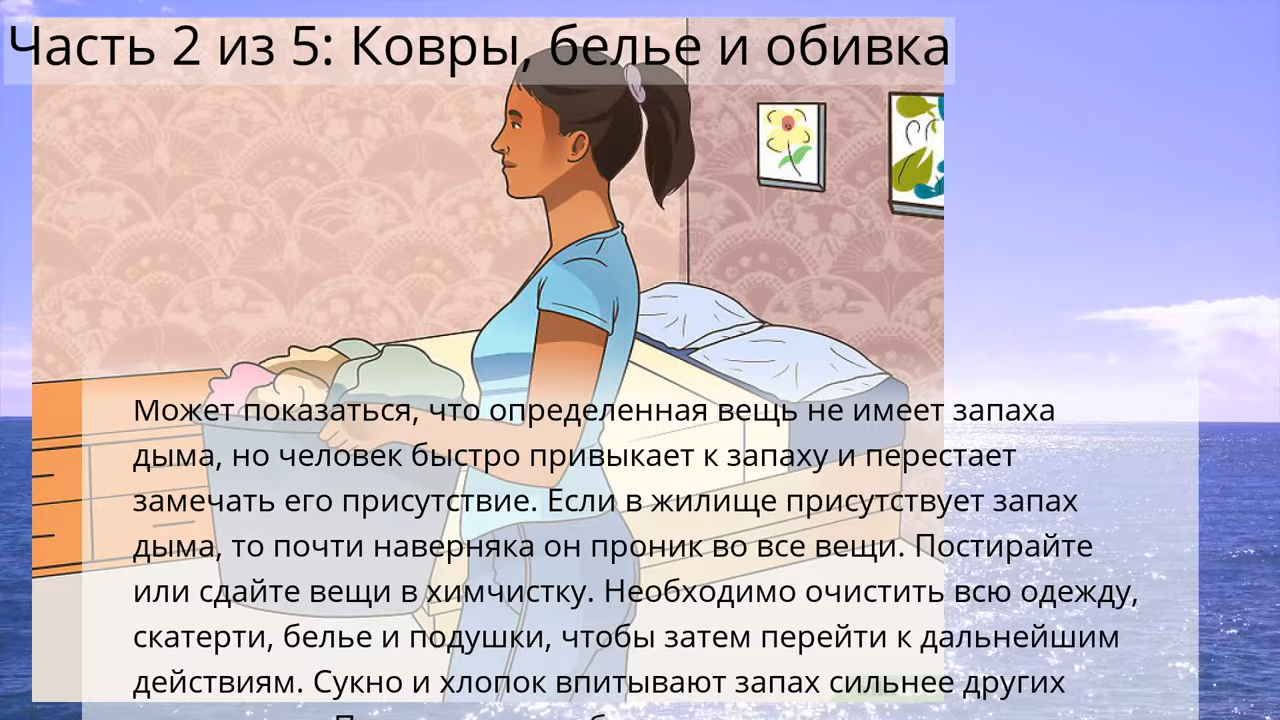 Часть 2 из 5: Ковры, белье и обивка
Может показаться, что определенная вещь не имеет запаха
дыма, но человек быстро привыкает к запаху и перестает
замечать его присутствие. Если в жилище присутствует запах
дыма, то почти наверняка он проник во все вещи. Постирайте
или сдайте вещи в химчистку. Необходимо очистить всю одежду,
скатерти, белье и подушки, чтобы затем перейти к дальнейшим
действиям. Сукно и хлопок впитывают запах сильнее других